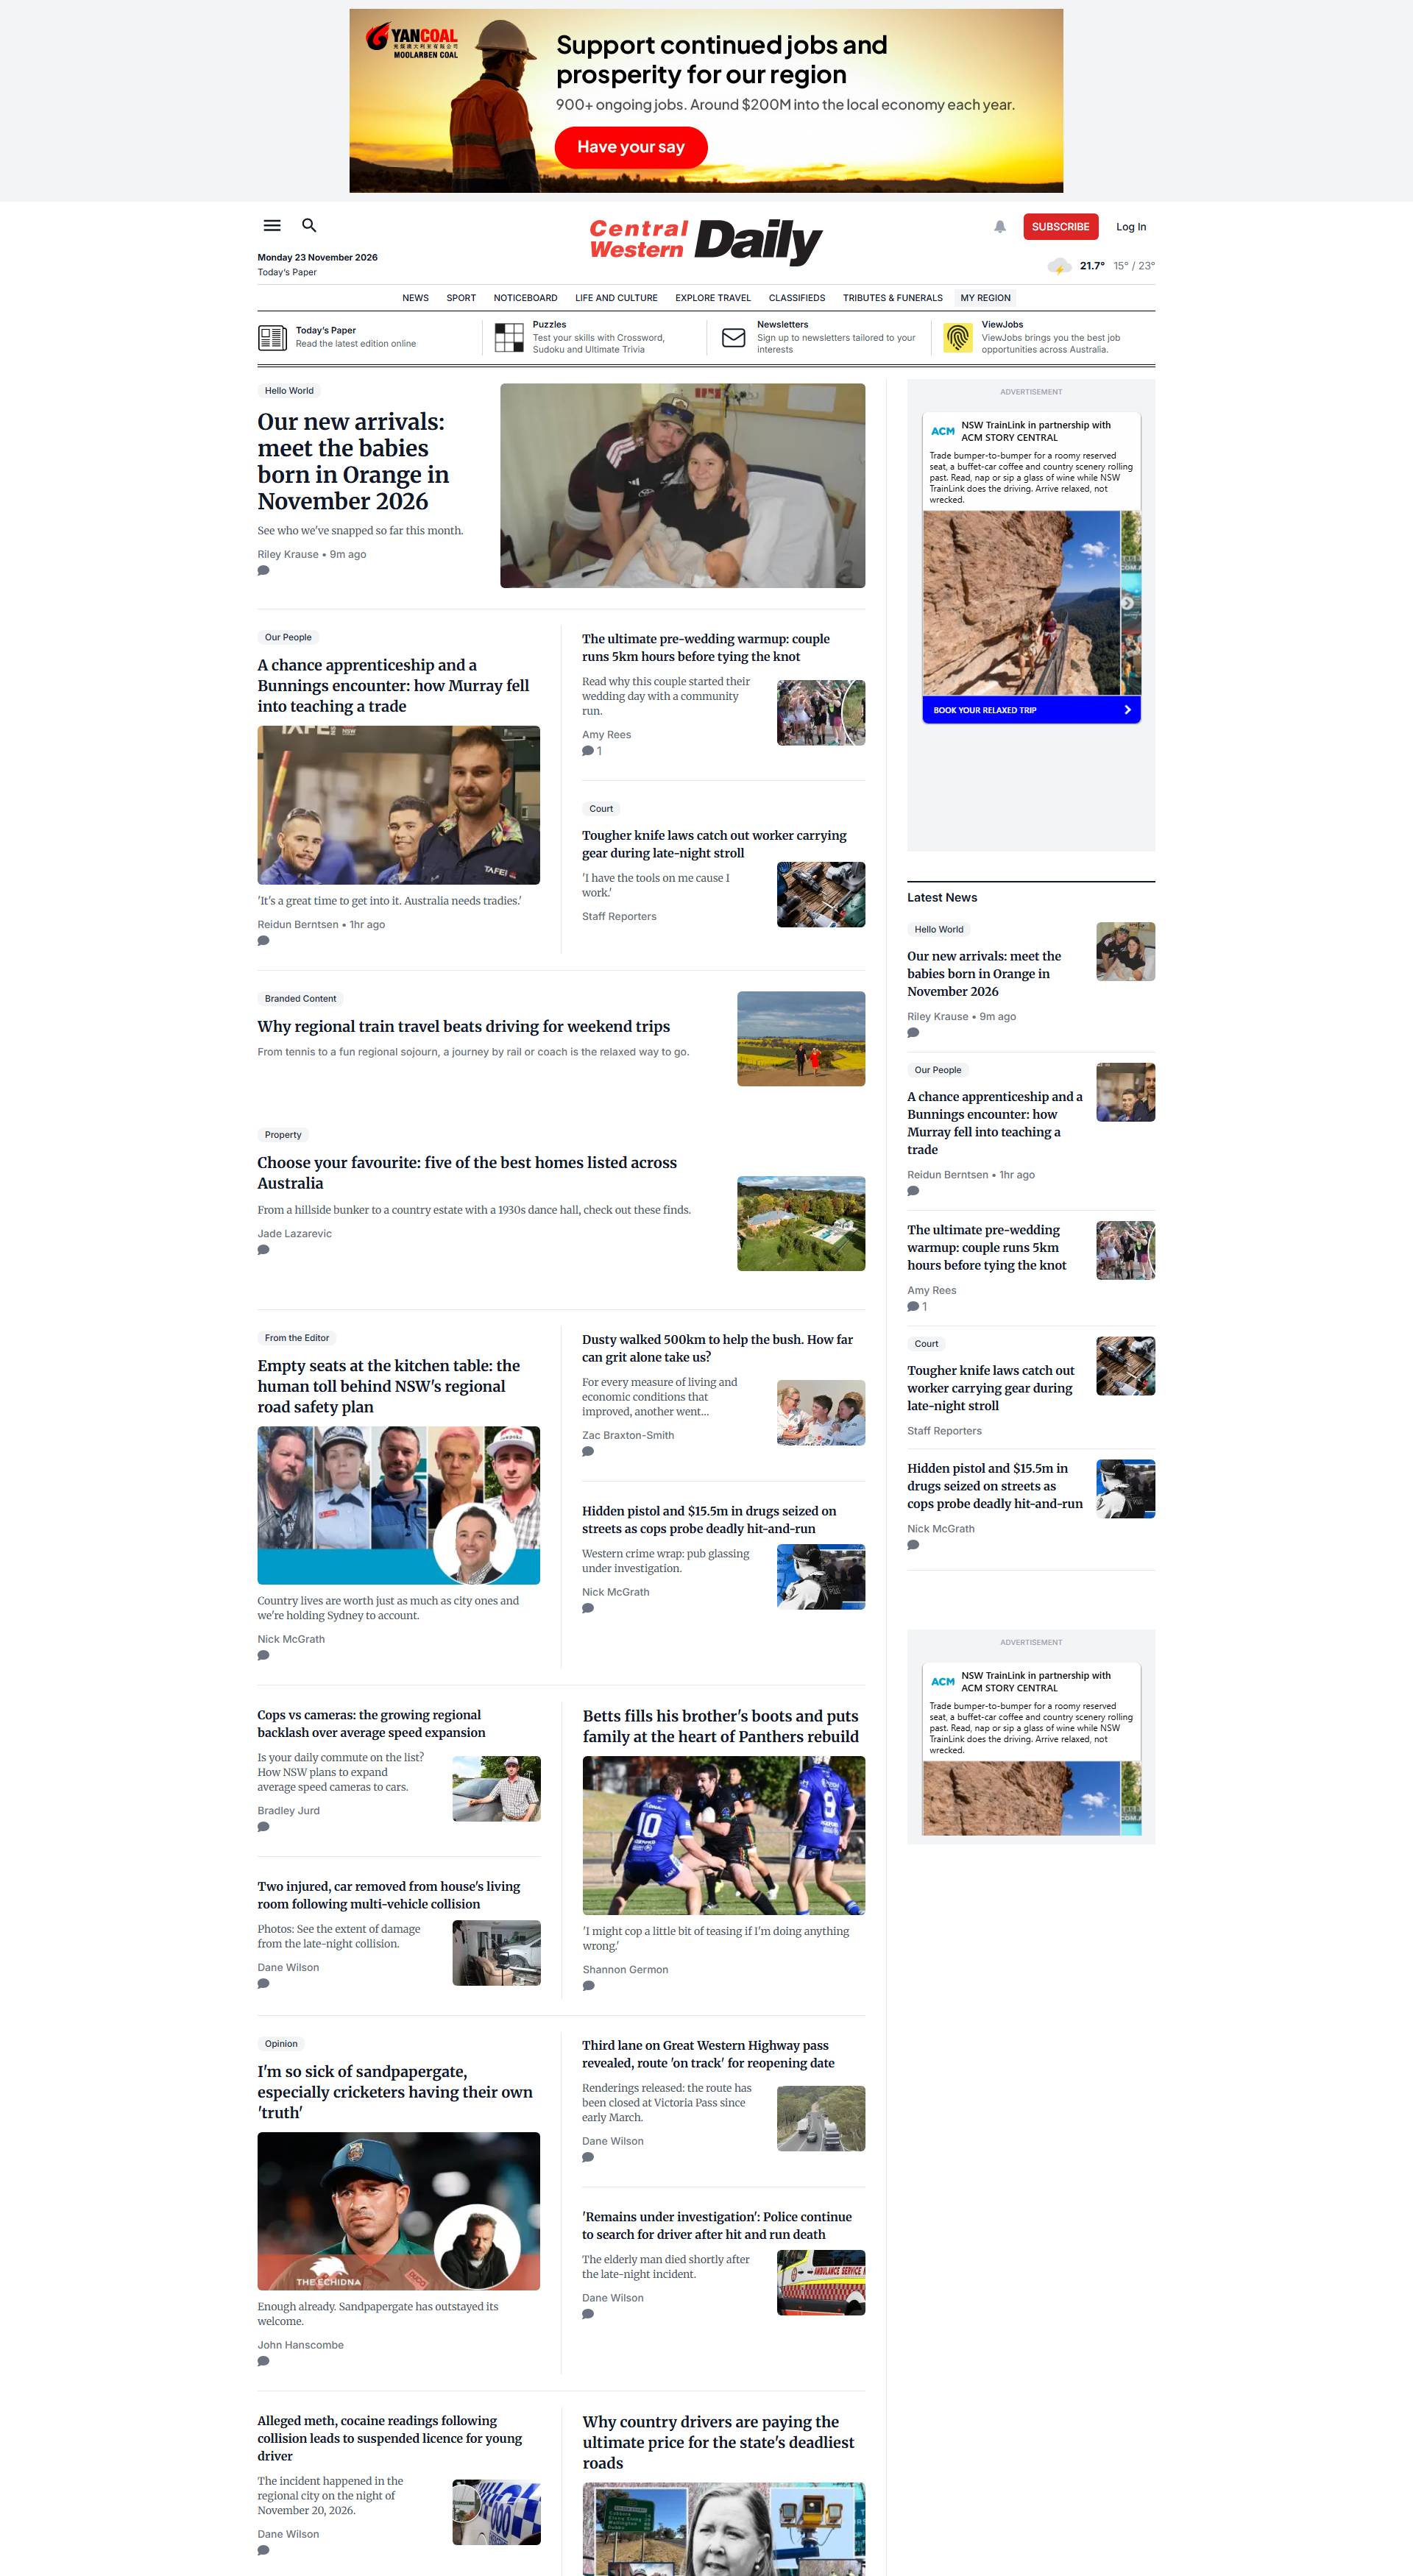 YANCOAL
MOOLARBEN COAL
Support continued jobs and
prosperity for our region
900+ ongoing jobs. Around $200M into the local economy each year.
Have your say
Central
Western
Daily
SUBSCRIBE
Log In
Monday 23 November 2026
Today's Paper
21.7° 15° / 23°
NEWS SPORT NOTICEBOARD LIFE AND CULTURE EXPLORE TRAVEL CLASSIFIEDS TRIBUTES & FUNERALS MY REGION
Today's Paper
Read the latest edition online
Puzzles
Test your skills with Crossword,
Sudoku and Ultimate Trivia
Newsletters
Sign up to newsletters tailored to your
interests
ViewJobs
ViewJobs brings you the best job
opportunities across Australia.
Hello World
Our new arrivals:
meet the babies
born in Orange in
November 2026
See who we've snapped so far this month.
Riley Krause • 9m ago
Our People
A chance apprenticeship and a
Bunnings encounter: how Murray fell
into teaching a trade
TAFE
NSW
TAFE
'It's a great time to get into it. Australia needs tradies.'
Reidun Berntsen • 1hr ago
The ultimate pre-wedding warmup: couple
runs 5km hours before tying the knot
Read why this couple started their
wedding day with a community
run.
Amy Rees
1
Court
Tougher knife laws catch out worker carrying
gear during late-night stroll
'I have the tools on me cause I
work.'
Staff Reporters
Branded Content
Why regional train travel beats driving for weekend trips
From tennis to a fun regional sojourn, a journey by rail or coach is the relaxed way to go.
Property
Choose your favourite: five of the best homes listed across
Australia
From a hillside bunker to a country estate with a 1930s dance hall, check out these finds.
Jade Lazarevic
From the Editor
Empty seats at the kitchen table: the
human toll behind NSW's regional
road safety plan
Country lives are worth just as much as city ones and
we're holding Sydney to account.
Nick McGrath
Dusty walked 500km to help the bush. How far
can grit alone take us?
For every measure of living and
economic conditions that
improved, another went...
Zac Braxton-Smith
Hidden pistol and $15.5m in drugs seized on
streets as cops probe deadly hit-and-run
Western crime wrap: pub glassing
under investigation.
Nick McGrath
Cops vs cameras: the growing regional
backlash over average speed expansion
Is your daily commute on the list?
How NSW plans to expand
average speed cameras to cars.
Bradley Jurd
Two injured, car removed from house's living
room following multi-vehicle collision
Photos: See the extent of damage
from the late-night collision.
Dane Wilson
Betts fills his brother's boots and puts
family at the heart of Panthers rebuild
10
9
'I might cop a little bit of teasing if I'm doing anything
wrong.'
Shannon Germon
Opinion
I'm so sick of sandpapergate,
especially cricketers having their own
'truth'
THE ECHIDNA
Enough already. Sandpapergate has outstayed its
welcome.
John Hanscombe
Third lane on Great Western Highway pass
revealed, route 'on track' for reopening date
Renderings released: the route has
been closed at Victoria Pass since
early March.
Dane Wilson
'Remains under investigation': Police continue
to search for driver after hit and run death
The elderly man died shortly after
the late-night incident.
Dane Wilson
AMBULANCE SERVICE
Alleged meth, cocaine readings following
collision leads to suspended licence for young
driver
The incident happened in the
regional city on the night of
November 20, 2026.
Dane Wilson
000
Why country drivers are paying the
ultimate price for the state's deadliest
roads
ADVERTISEMENT
ACM
NSW TrainLink in partnership with
ACM STORY CENTRAL
Trade bumper-to-bumper for a roomy reserved
seat, a buffet-car coffee and country scenery rolling
past. Read, nap or sip a glass of wine while NSW
TrainLink does the driving. Arrive relaxed, not
wrecked.
BOOK YOUR RELAXED TRIP
Latest News
Hello World
Our new arrivals: meet the
babies born in Orange in
November 2026
Riley Krause • 9m ago
Our People
A chance apprenticeship and a
Bunnings encounter: how
Murray fell into teaching a
trade
Reidun Berntsen • 1hr ago
The ultimate pre-wedding
warmup: couple runs 5km
hours before tying the knot
Amy Rees
1
Court
Tougher knife laws catch out
worker carrying gear during
late-night stroll
Staff Reporters
Hidden pistol and $15.5m in
drugs seized on streets as
cops probe deadly hit-and-run
Nick McGrath
ADVERTISEMENT
ACM
NSW TrainLink in partnership with
ACM STORY CENTRAL
Trade bumper-to-bumper for a roomy reserved
seat, a buffet-car coffee and country scenery rolling
past. Read, nap or sip a glass of wine while NSW
TrainLink does the driving. Arrive relaxed, not
wrecked.